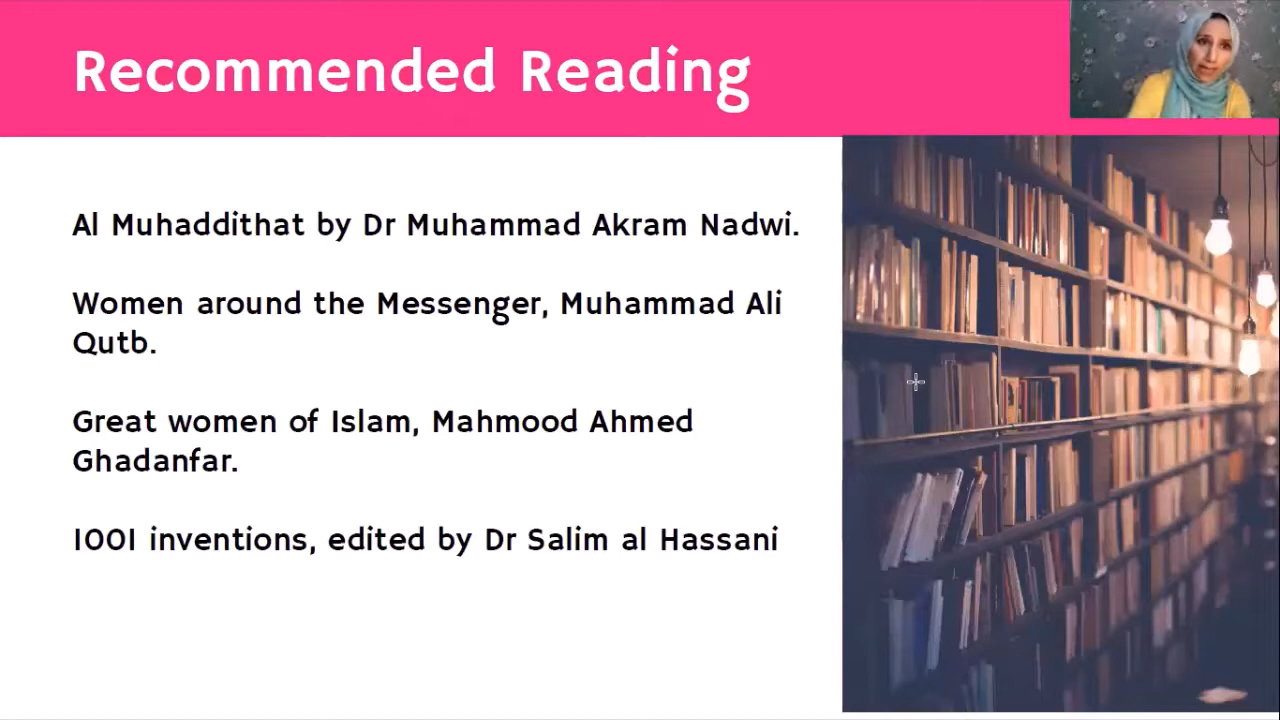 Recommended Reading
Al Muhaddithat by Dr Muhammad Akram Nadwi.
Women around the Messenger, Muhammad Ali
Qutb.
Great women of Islam, Mahmood Ahmed
Ghadanfar.
1001 inventions, edited by Dr Salim al Hassani